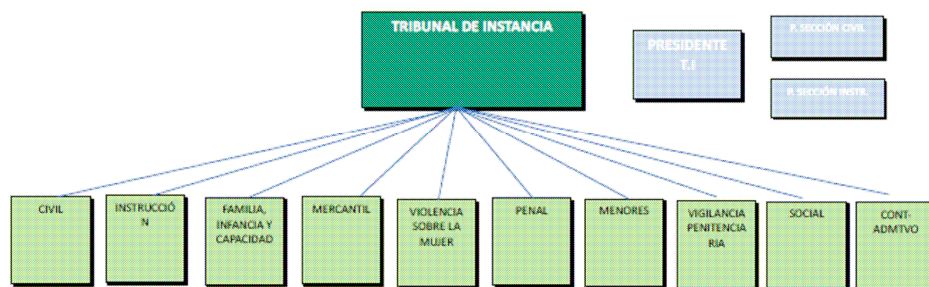 TRIBUNAL DE INSTANCIA
PRESIDENTE
T.I
P.SECCIÓN CIVIL
P.SECCIÓN INSTR.
CIVIL
INSTRUCCIÓ
N
FAMILIA,
INFANCIA Y
CAPACIDAD
MERCANTIL
VIOLENCIA
SOBRE LA
MUJER
PENAL
MENORES
VIGILANCIA
PENITENCIA
RIA
SOCIAL
CONT-
ADMTVO